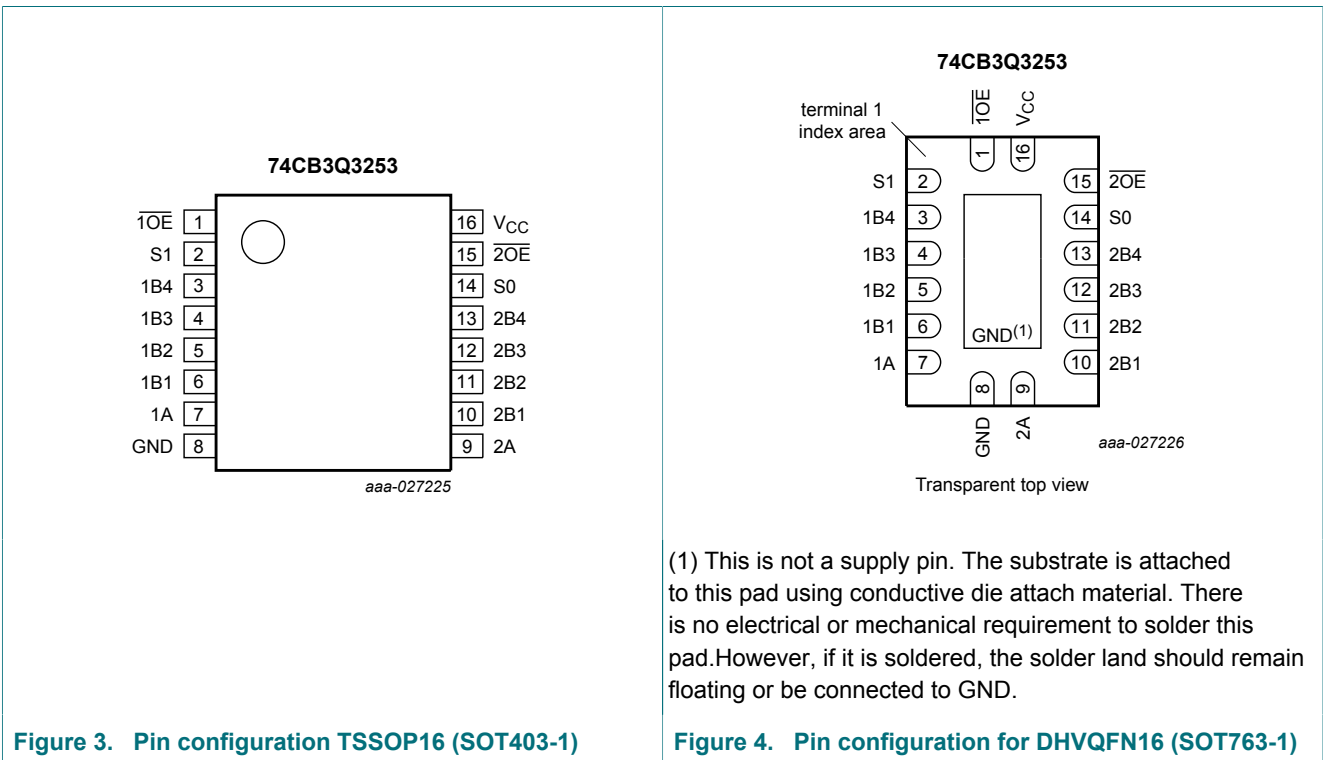 74CB3Q3253
1OE 1
S1 2
1B4 3
1B3 4
1B2 5
1B1 6
1A 7
GND 8
16 VCC
15 2OE
14 S0
13 2B4
12 2B3
11 2B2
10 2B1
9 2A
aaa-027225
Figure 3. Pin configuration TSSOP16 (SOT403-1)
74CB3Q3253
terminal 1
index area
1OE
VCC
1
16
S1 2
1B4 3
1B3 4
1B2 5
1B1 6
1A 7
15 2OE
14 S0
13 2B4
12 2B3
11 2B2
10 2B1
GND(1)
8
9
GND
2A
aaa-027226
Transparent top view
(1) This is not a supply pin. The substrate is attached
to this pad using conductive die attach material. There
is no electrical or mechanical requirement to solder this
pad.However, if it is soldered, the solder land should remain
floating or be connected to GND.
Figure 4. Pin configuration for DHVQFN16 (SOT763-1)